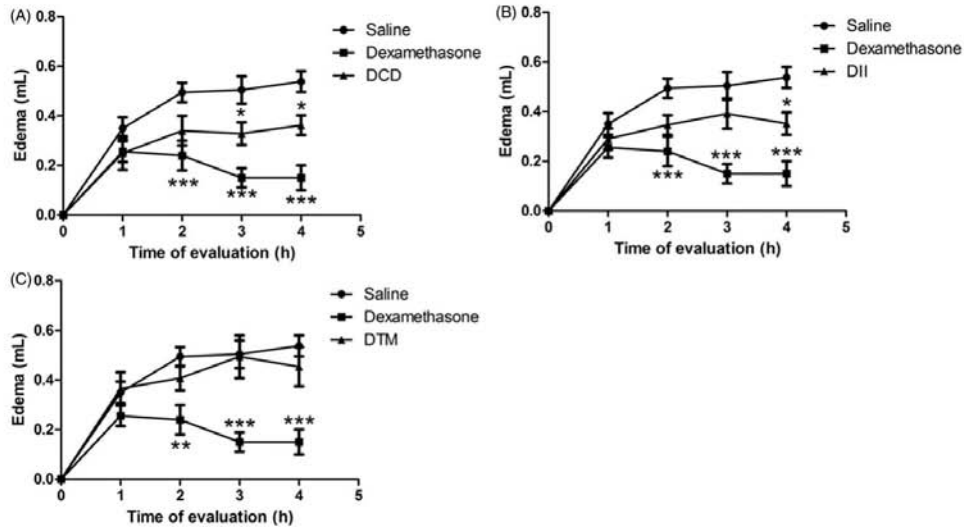 (A)
0.8
0.6
0.4
0.2
0.0
Edema (mL)
Saline
Dexamethasone
DCD
*
*
***
***
***
0 1 2 3 4 5
Time of evaluation (h)
(B)
0.8
0.6
0.4
0.2
0.0
Edema (mL)
Saline
Dexamethasone
DII
*
***
***
***
0 1 2 3 4 5
Time of evaluation (h)
(C)
0.8
0.6
0.4
0.2
0.0
Edema (mL)
Saline
Dexamethasone
DTM
**
***
***
0 1 2 3 4 5
Time of evaluation (h)